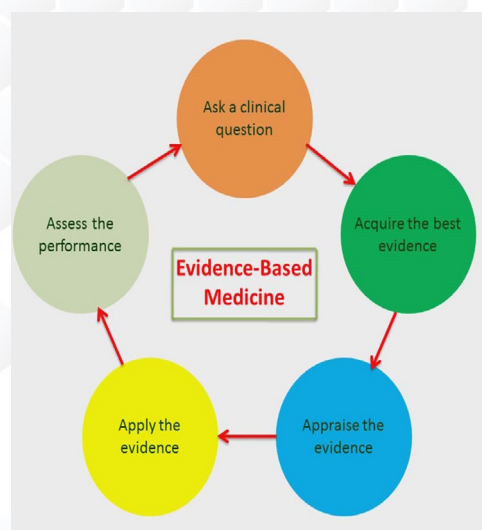 Ask a clinical
question
Acquire the best
evidence
Appraise the
evidence
Apply the
evidence
Assess the
performance
Evidence-Based
Medicine